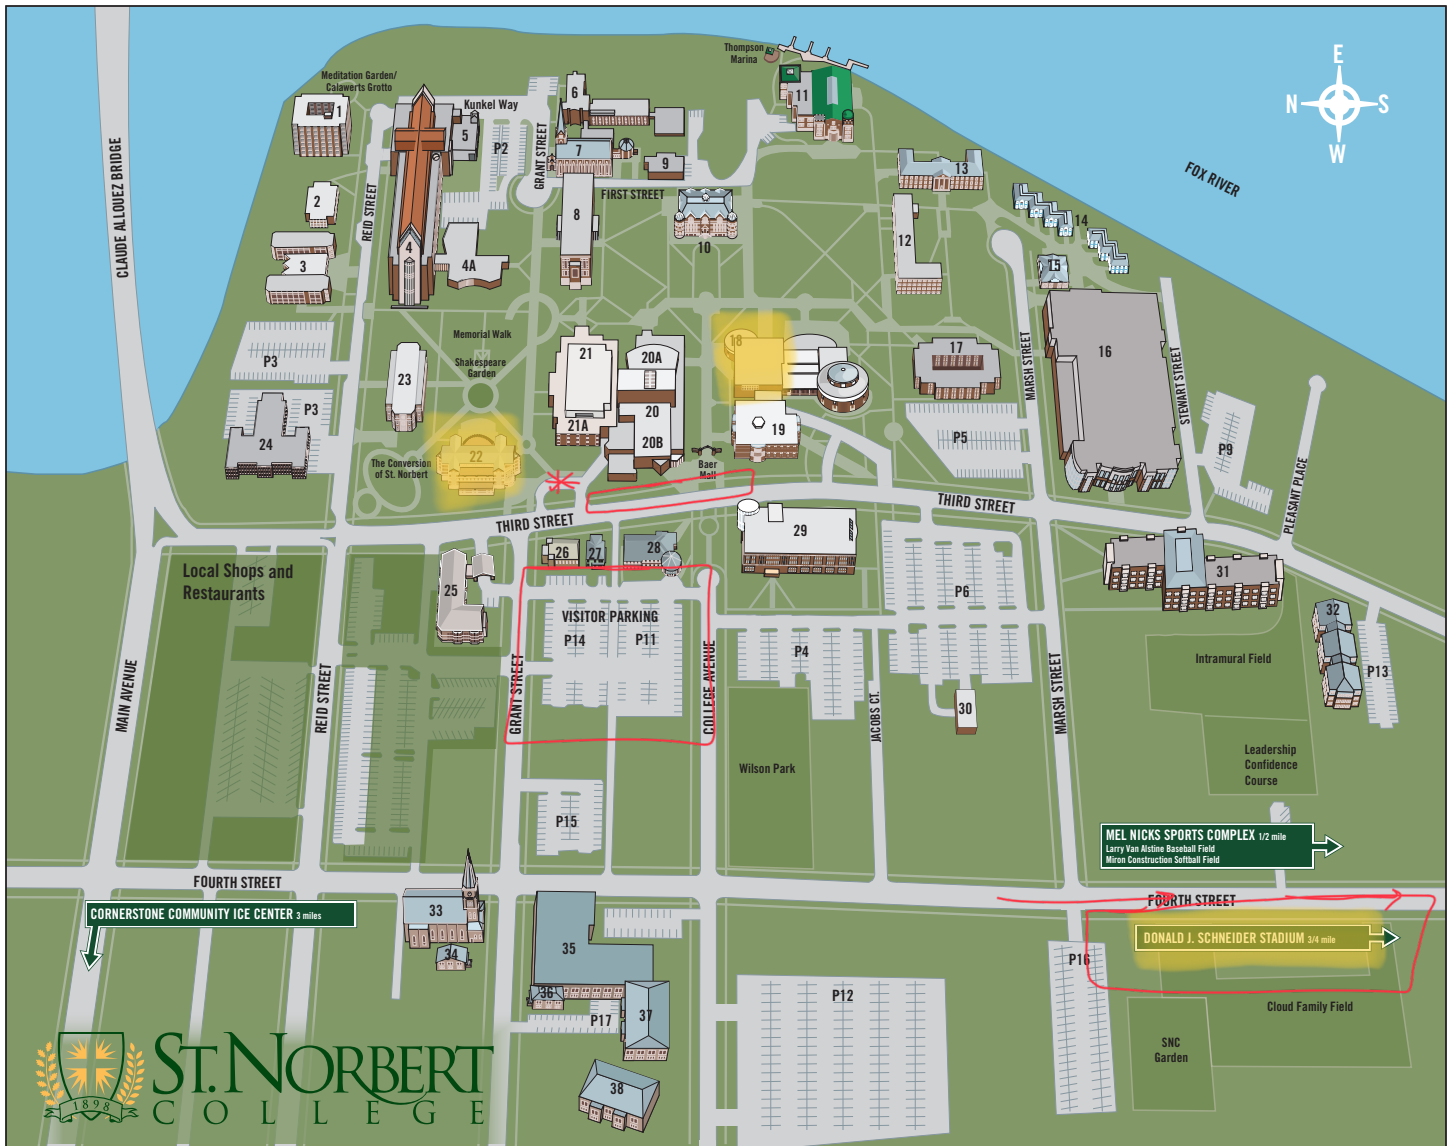 Thompson
Marina
E
N
S
W
Meditation Garden/
Calawerts Grotto
1
Kunkel Way
6
11
5
P2
GRANT STREET
7
9
13
FOX RIVER
CLAUDE ALLOUEZ BRIDGE
2
REID STREET
FIRST STREET
8
10
14
12
4
4A
3
15
Memorial Walk
18
P3
21
20A
17
16
MARSH STREET
STEWART STREET
Shakespeare
Garden
23
P3
20
21A
19
24
20B
P5
P9
22
The Conversion
of St. Norbert
Baer
Mall
PLEASANT PLACE
THIRD STREET
THIRD STREET
29
26
27
28
Local Shops and
Restaurants
25
31
P6
VISITOR PARKING
P14
P11
32
P4
Intramural Field
P13
MAIN AVENUE
REID STREET
GRANT STREET
COLLEGE AVENUE
JACOBS CT.
30
MARSH STREET
Wilson Park
Leadership
Confidence
Course
P15
MEL NICKS SPORTS COMPLEX 1/2 mile
Larry Van Alstine Baseball Field
Miron Construction Softball Field
FOURTH STREET
FOURTH STREET
CORNERSTONE COMMUNITY ICE CENTER 3 miles
33
34
35
DONALD J. SCHNEIDER STADIUM 3/4 mile
P16
36
P12
Cloud Family Field
P17
37
SNC
Garden
38
ST. NORBERT
COLLEGE
1898